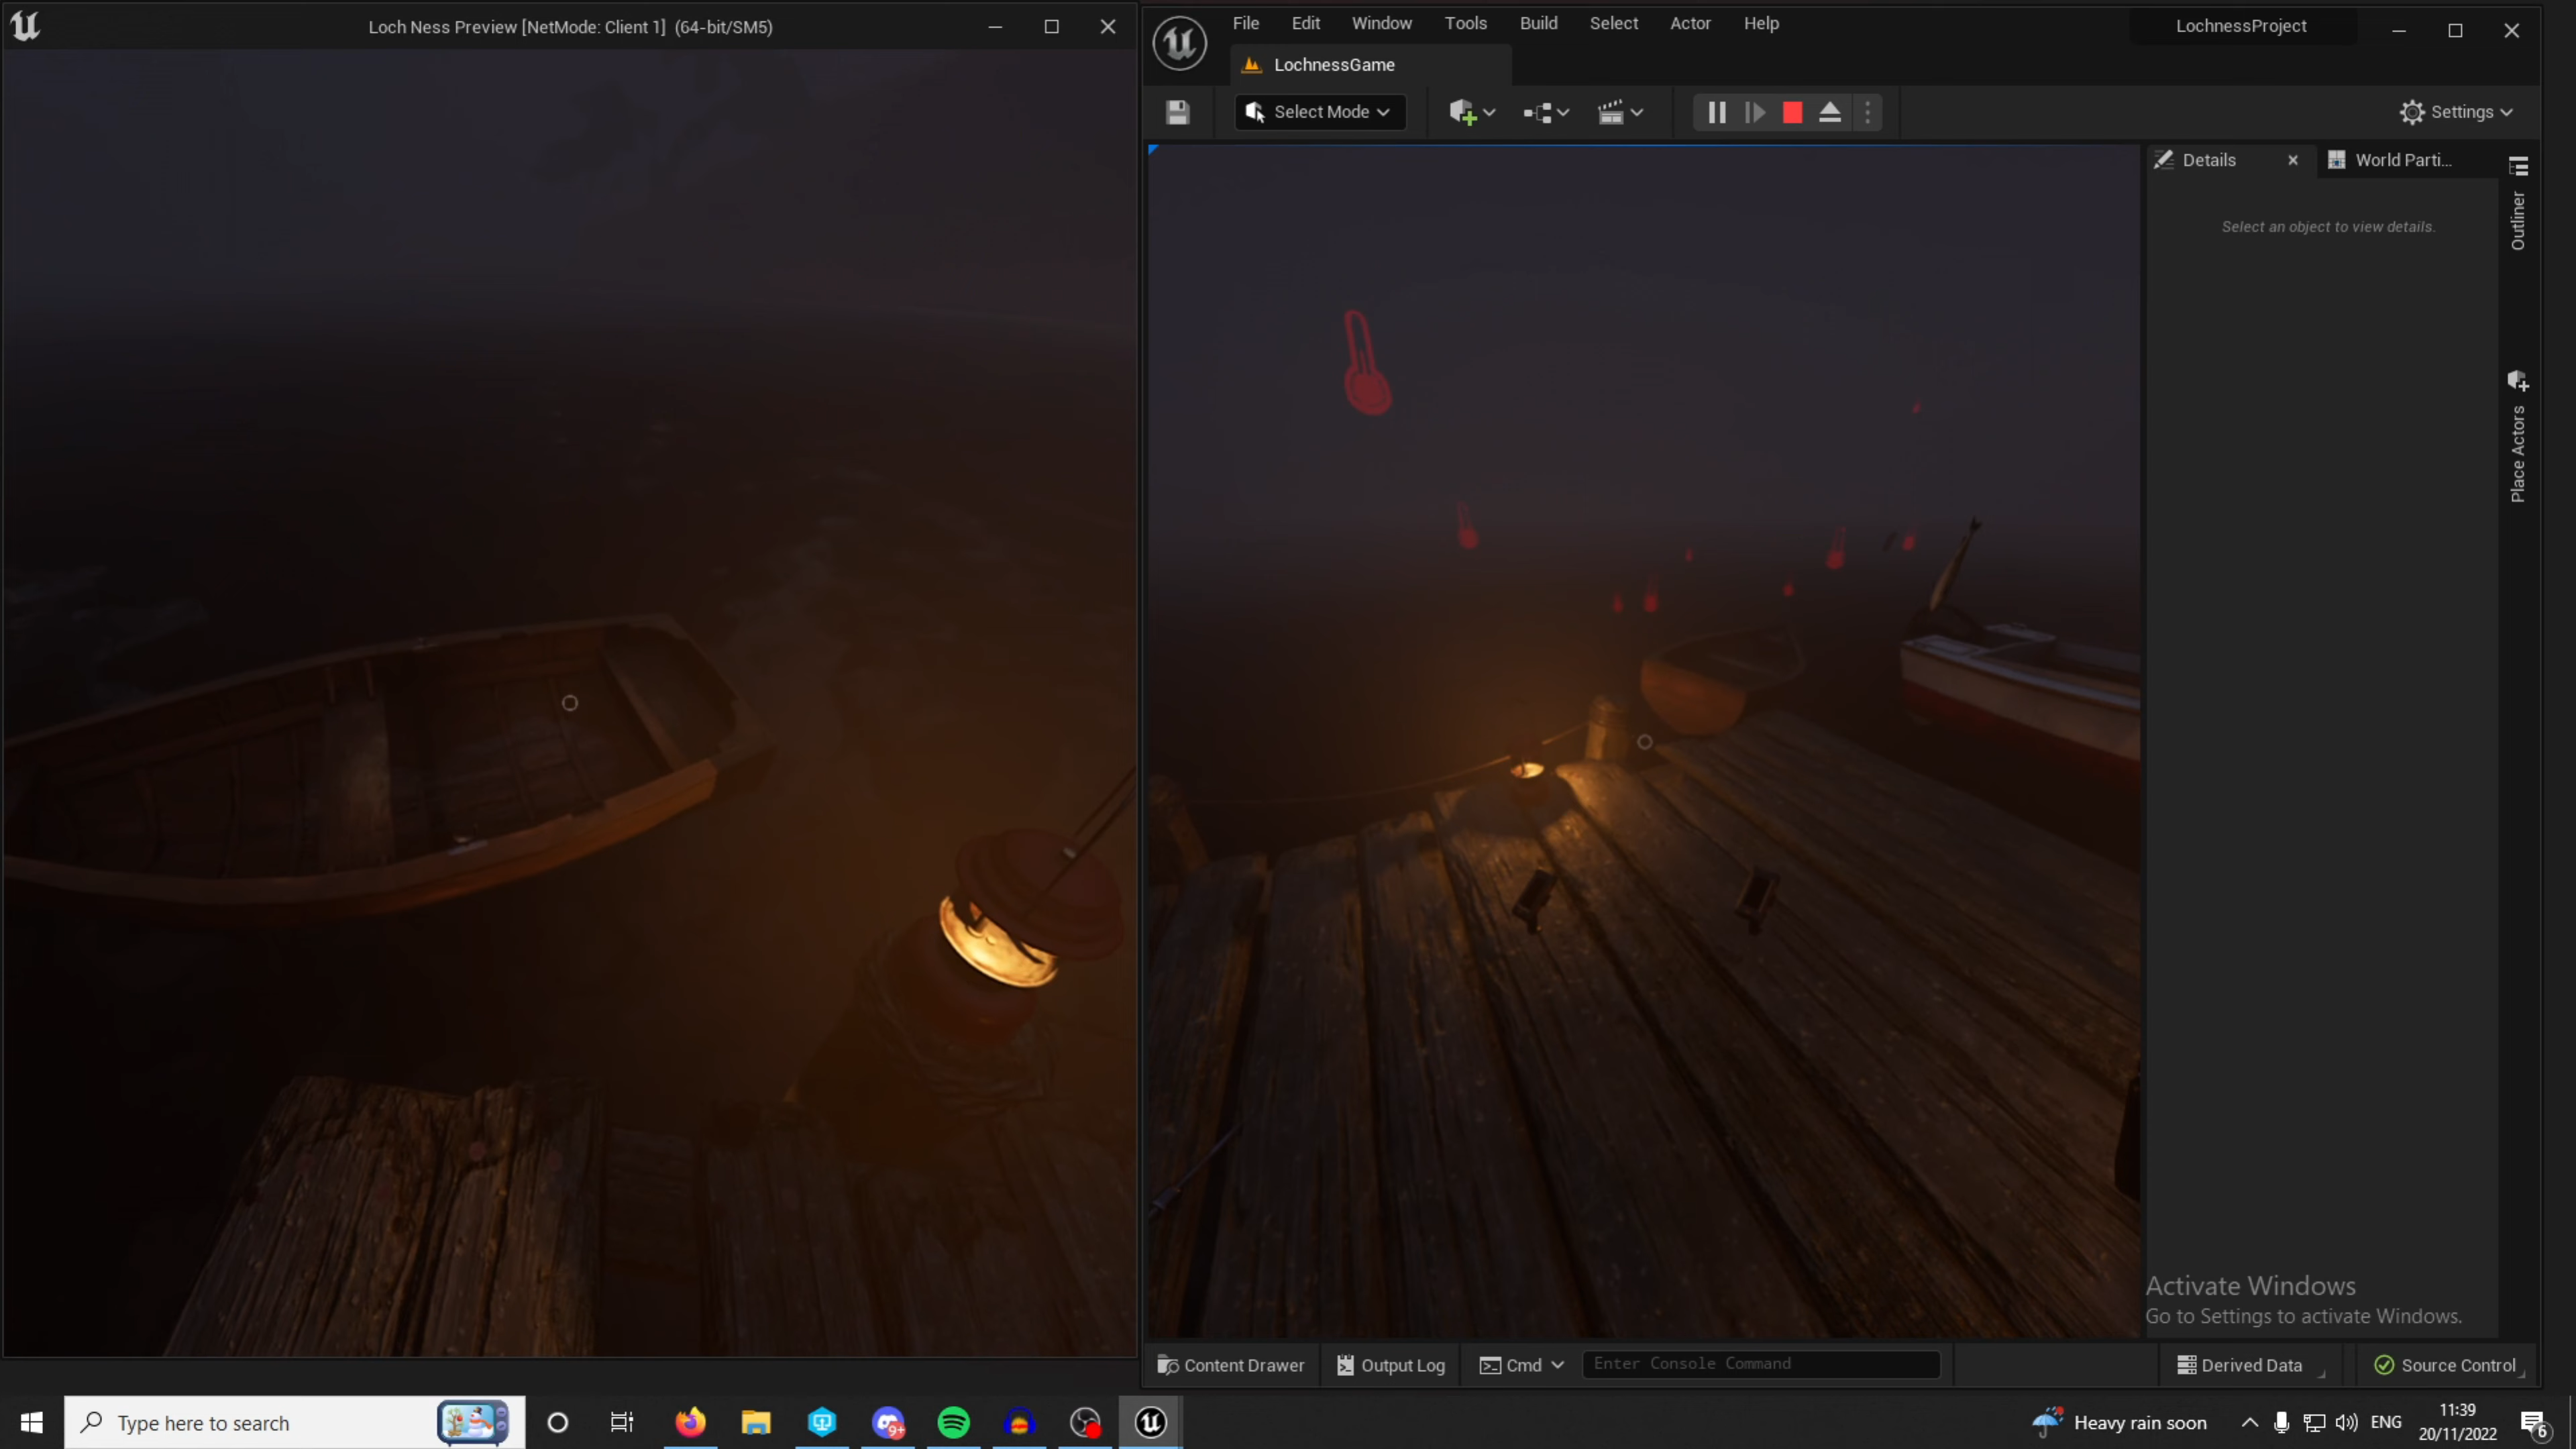 Loch Ness Preview [NetMode: Client 1] (64-bit/SM5)
File Edit Window Tools Build Select Actor Help
LochnessProject
LochnessGame
Select Mode
Settings
Details
World Parti...
Select an object to view details.
Outliner
Place Actors
Activate Windows
Go to Settings to activate Windows.
Content Drawer
Output Log
Cmd
Enter Console Command
Derived Data
Source Control
Type here to search
9+
Heavy rain soon
ENG
11:39
20/11/2022
6